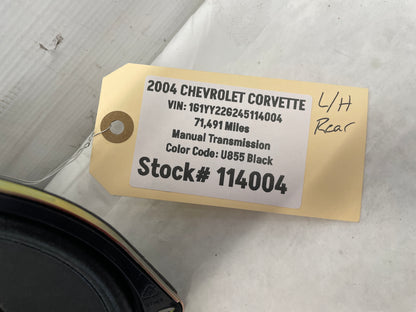 2004 CHEVROLET CORVETTE
VIN: 1G1YY22G245114004
71,491 Miles
Manual Transmission
Color Code: U855 Black
Stock# 114004
L/H
Rear